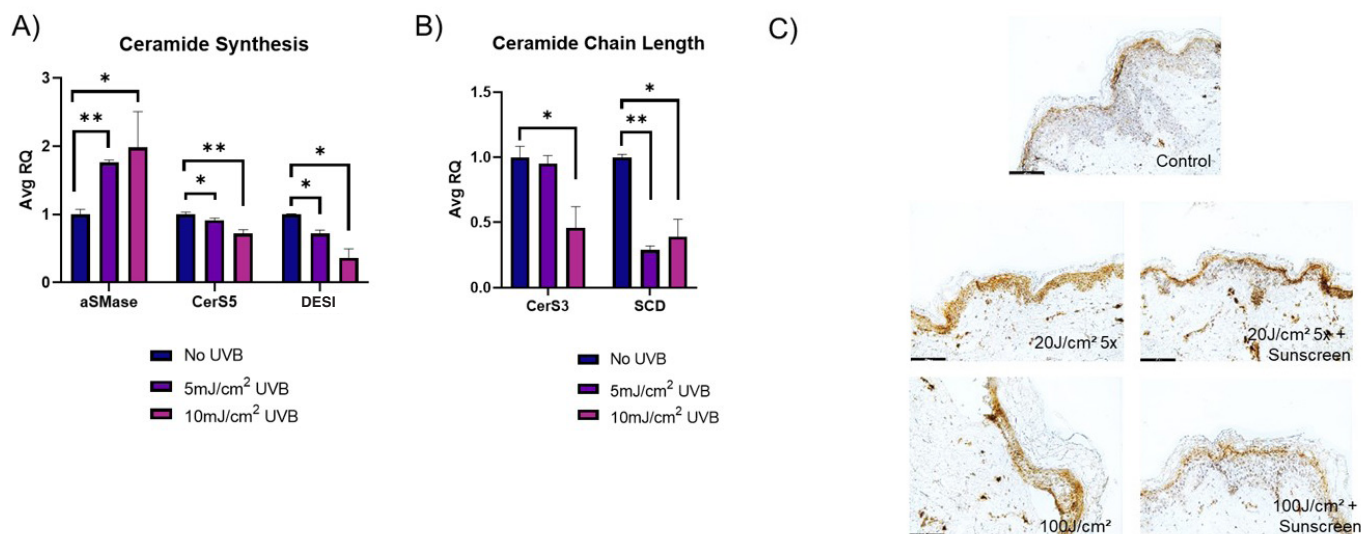 A)
Ceramide Synthesis
Avg RQ
3
2
1
0
*
**
**
*
*
*
aSMase
CerS5
DESI
No UVB
5mJ/cm² UVB
10mJ/cm² UVB
B)
Ceramide Chain Length
Avg RQ
1.5
1.0
0.5
0.0
*
*
**
CerS3
SCD
No UVB
5mJ/cm² UVB
10mJ/cm² UVB
C)
Control
20J/cm² 5x
20J/cm² 5x +
Sunscreen
100J/cm²
100J/cm² +
Sunscreen